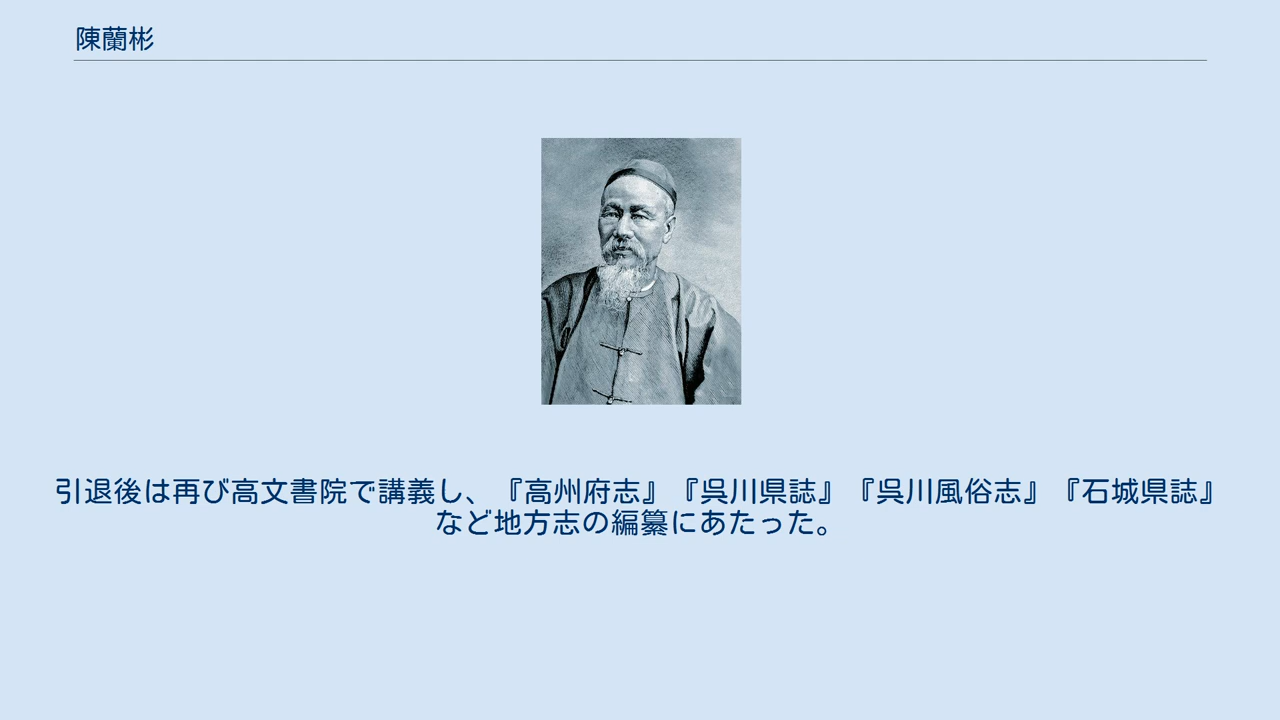 陳蘭彬
引退後は再び高文書院で講義し、『高州府志』『呉川県誌』『呉川風俗志』『石城県誌』
など地方志の編纂にあたった。